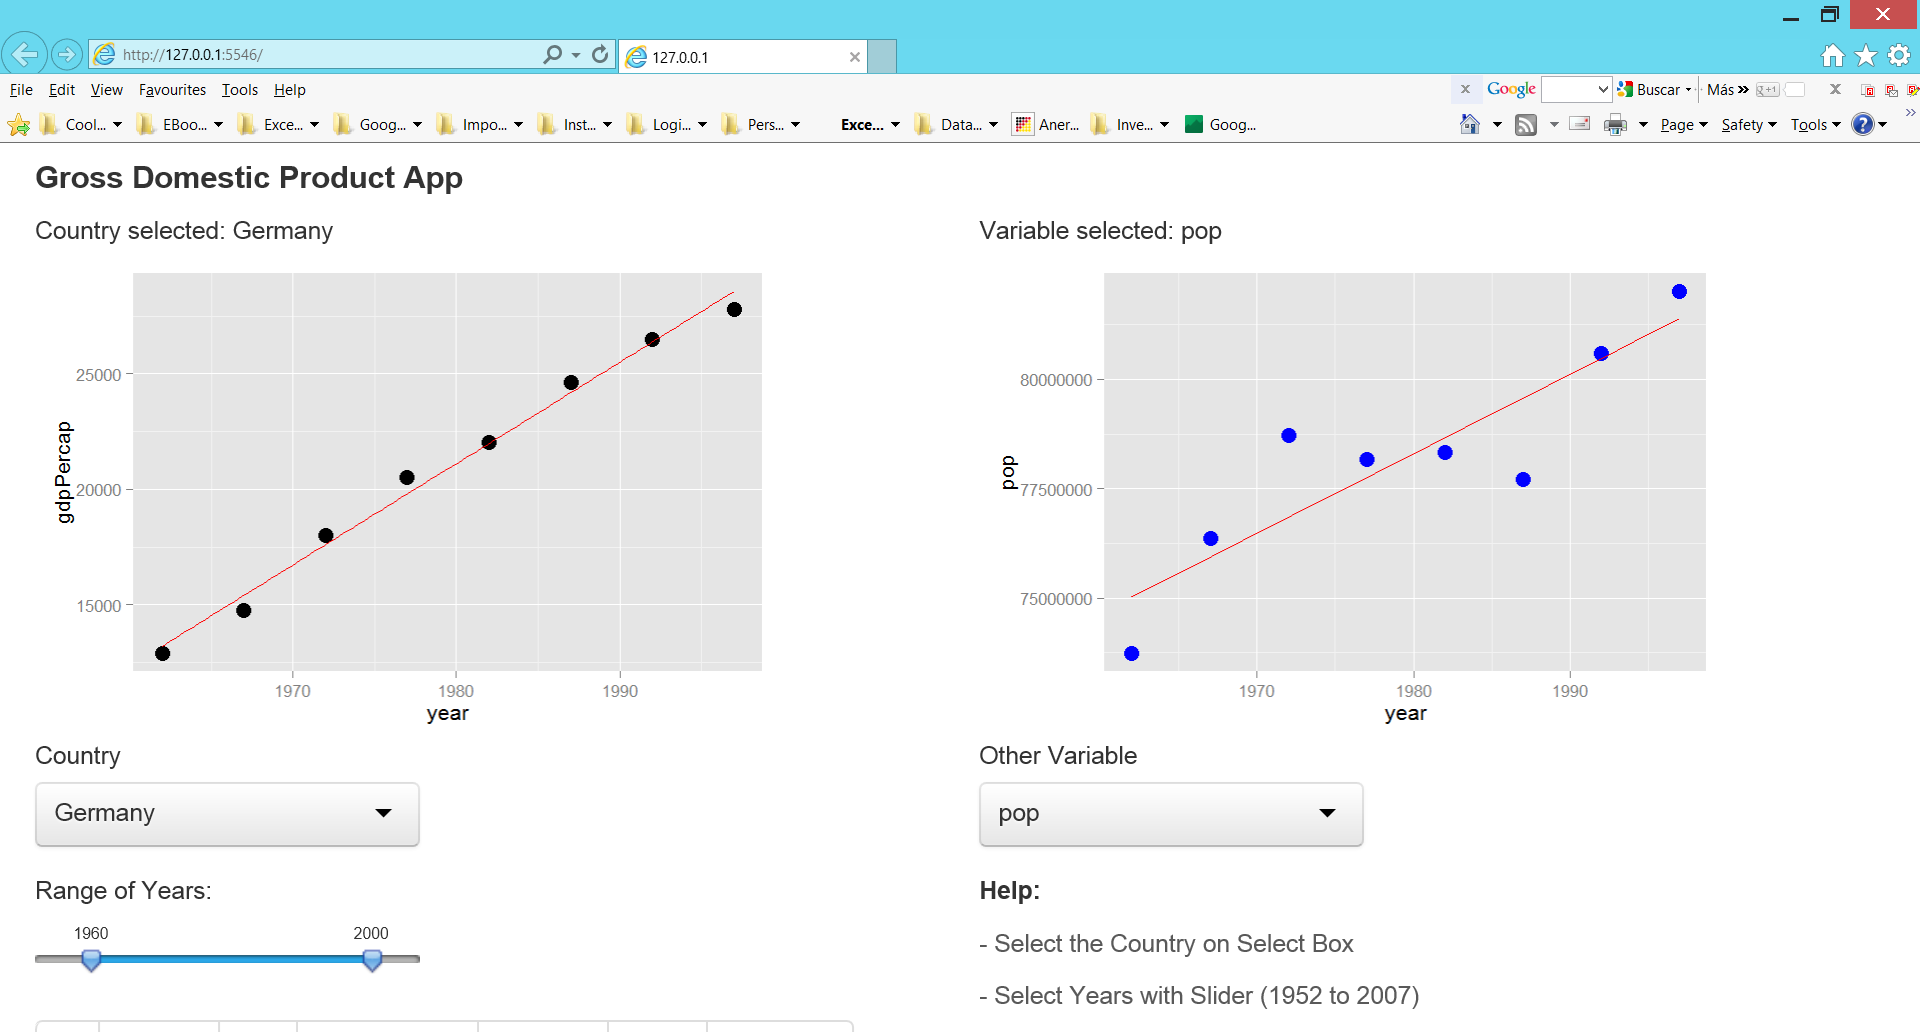 http://127.0.0.1:5546/
127.0.0.1
File Edit View Favourites Tools Help
x Google Buscar Más » +1 x
Cool... EBoo... Exce... Goog... Impo... Inst... Logi... Pers... Exce... Data... Aner... Inve... Goog... Page Safety Tools
Gross Domestic Product App
Country selected: Germany
Variable selected: pop
gdpPercap
25000
20000
15000
1970 1980 1990
year
pop
80000000
77500000
75000000
1970 1980 1990
year
Country
Germany
Other Variable
pop
Range of Years:
1960 2000
Help:
- Select the Country on Select Box
- Select Years with Slider (1952 to 2007)